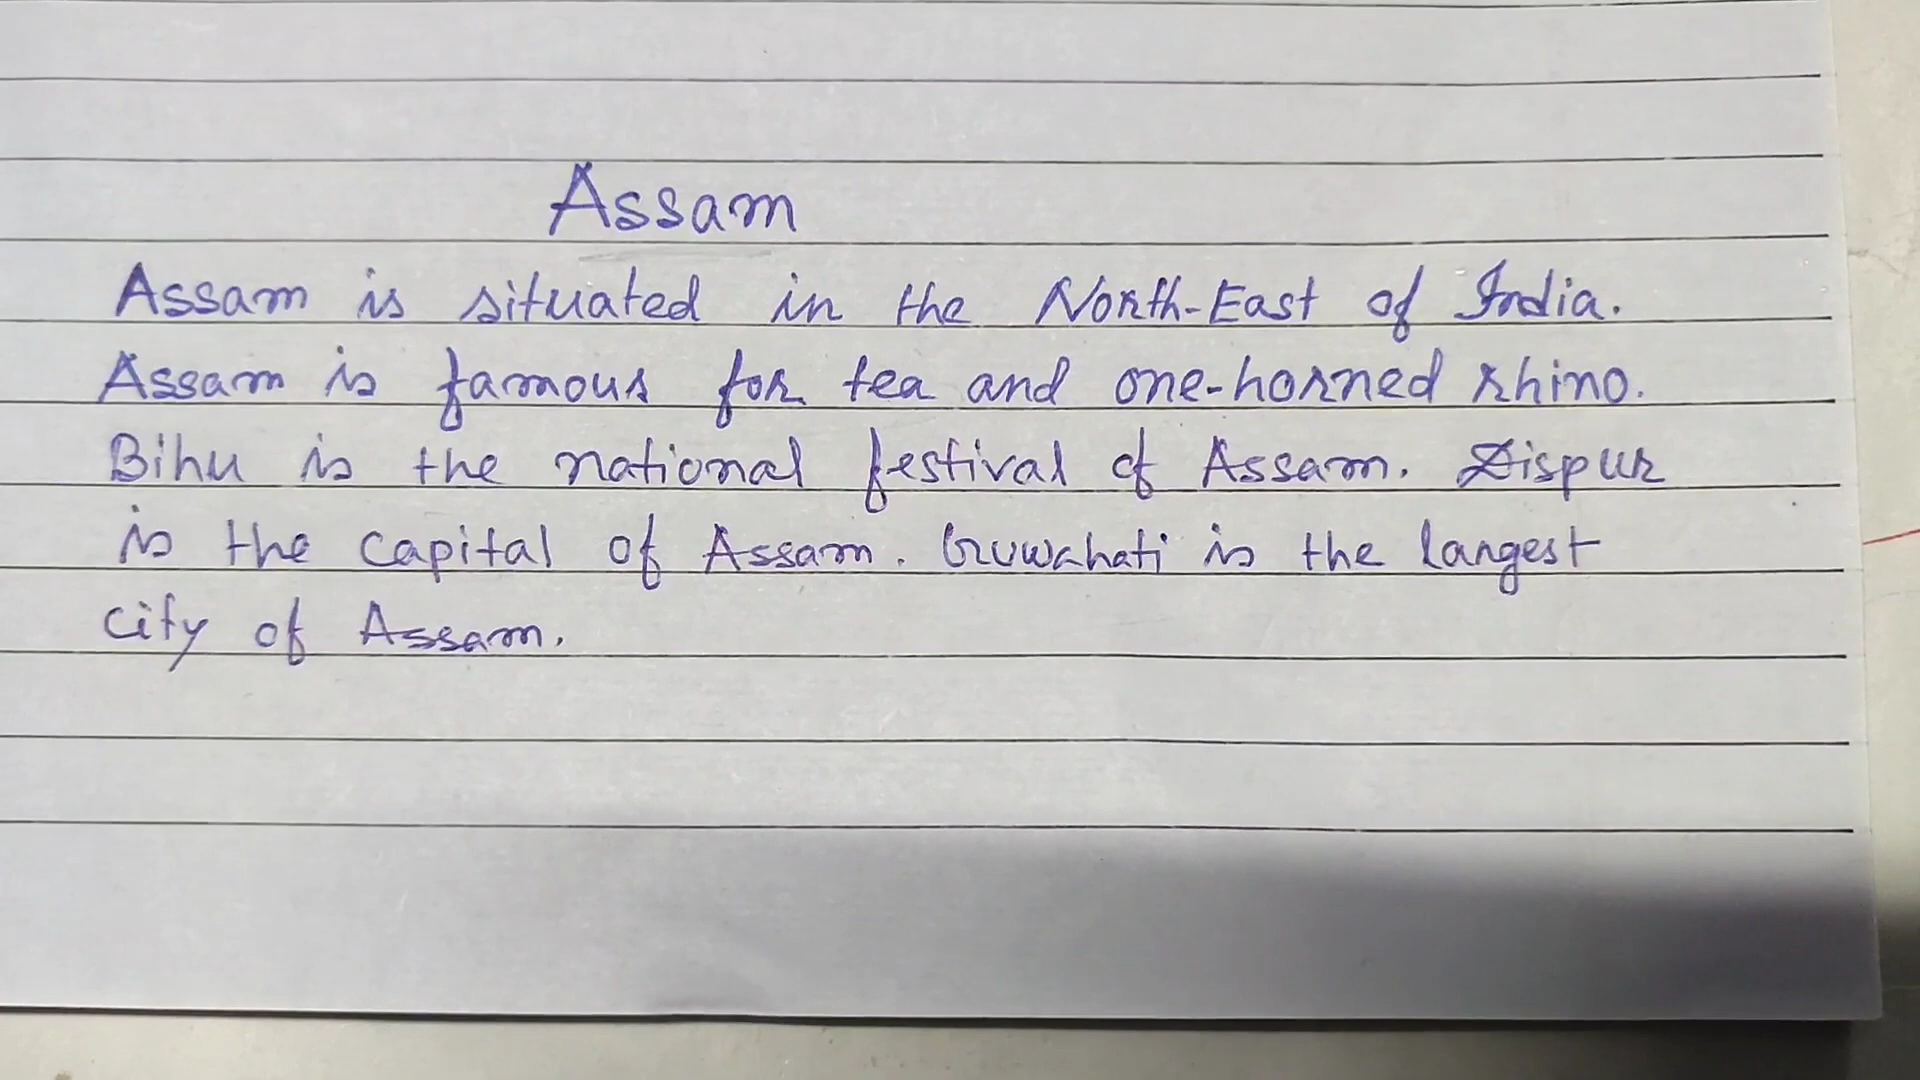 Assam
Assam is situated in the North-East of India.
Assam is famous for tea and one-horned rhino.
Bihu is the national festival of Assam. Dispur
is the capital of Assam. Guwahati is the largest
city of Assam.